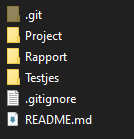 .git
Project
Rapport
Testjes
.gitignore
README.md